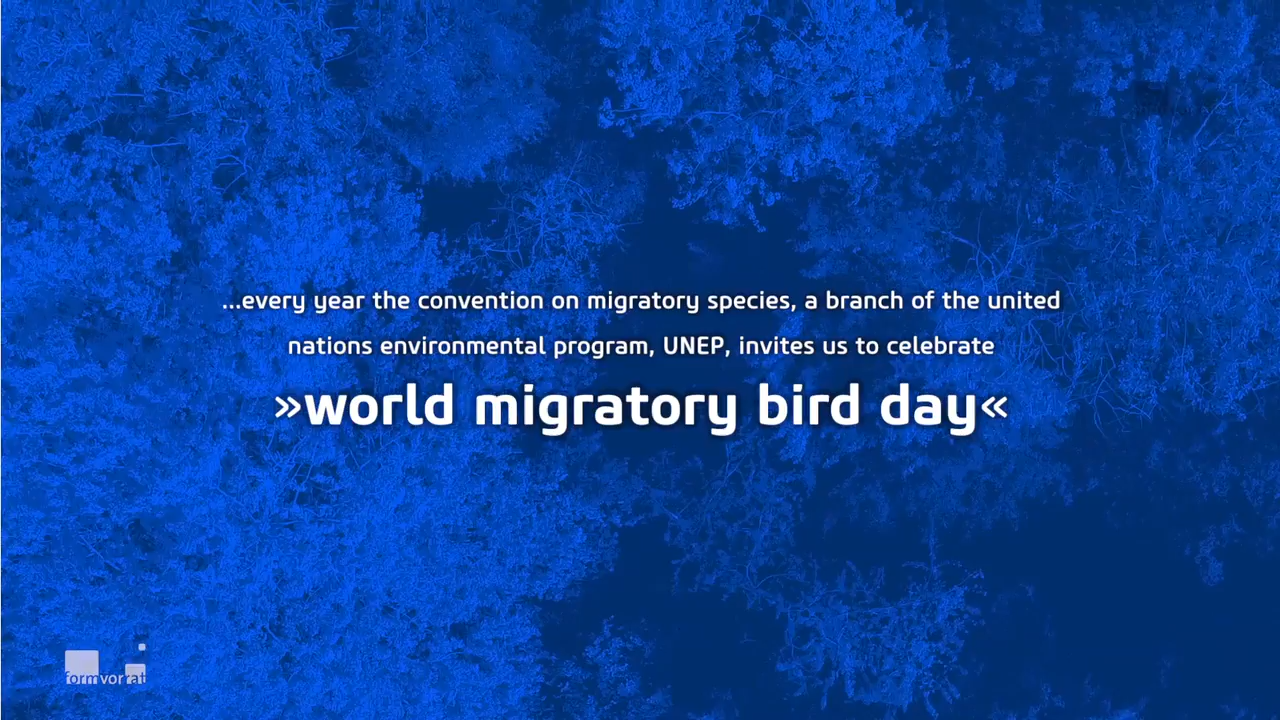 ...every year the convention on migratory species, a branch of the united
nations environmental program, UNEP, invites us to celebrate
»world migratory bird day«
formvorrat